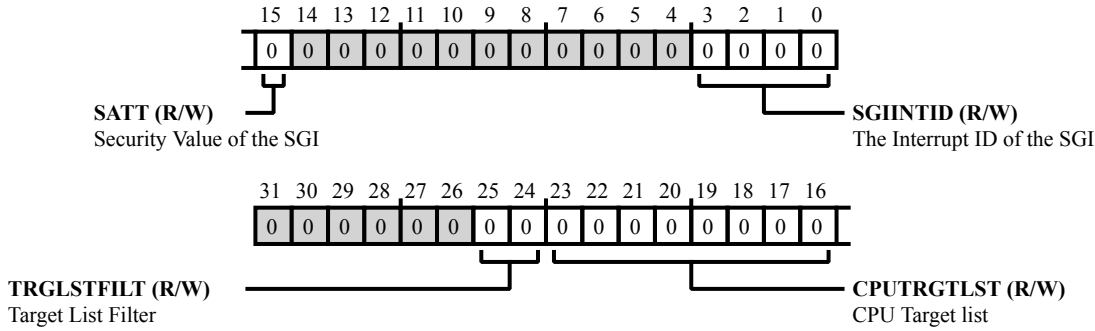 15 14 13 12 11 10 9 8 7 6 5 4 3 2 1 0
0 0 0 0 0 0 0 0 0 0 0 0 0 0 0 0
SATT (R/W)
Security Value of the SGI
SGIINTID (R/W)
The Interrupt ID of the SGI
31 30 29 28 27 26 25 24 23 22 21 20 19 18 17 16
0 0 0 0 0 0 0 0 0 0 0 0 0 0 0 0
TRGLSTFILT (R/W)
Target List Filter
CPUTRGTLST (R/W)
CPU Target list